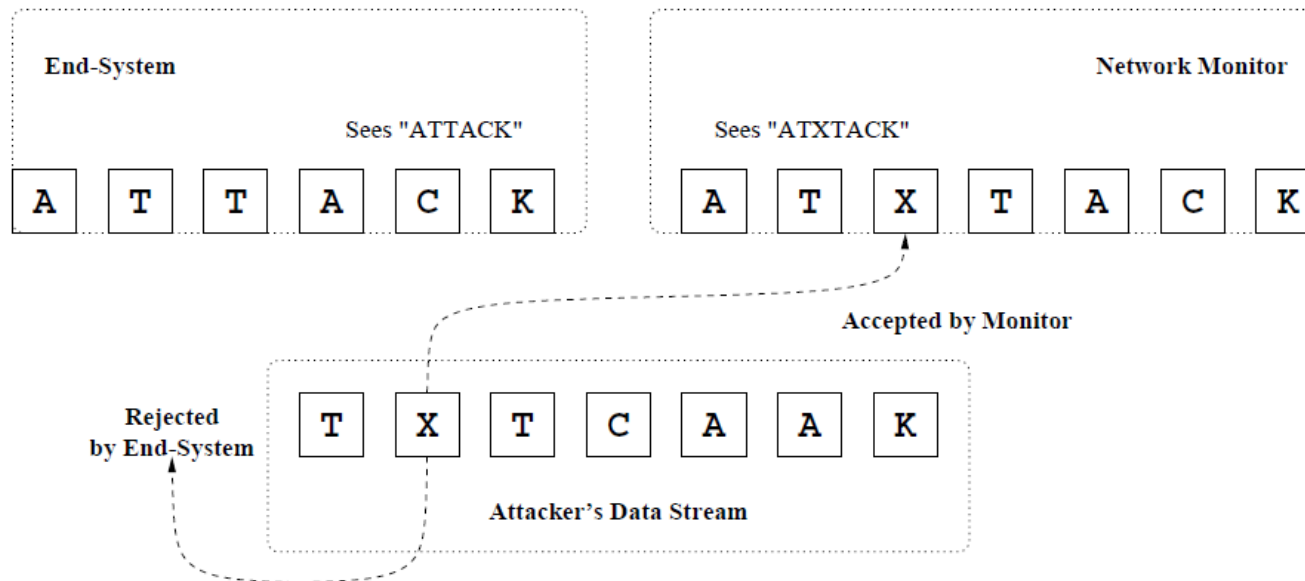 End-System
Network Monitor
Sees "ATTACK"
Sees "ATXTACK"
A T T A C K
A T X T A C K
Accepted by Monitor
Rejected
by End-System
T X T C A A K
Attacker's Data Stream